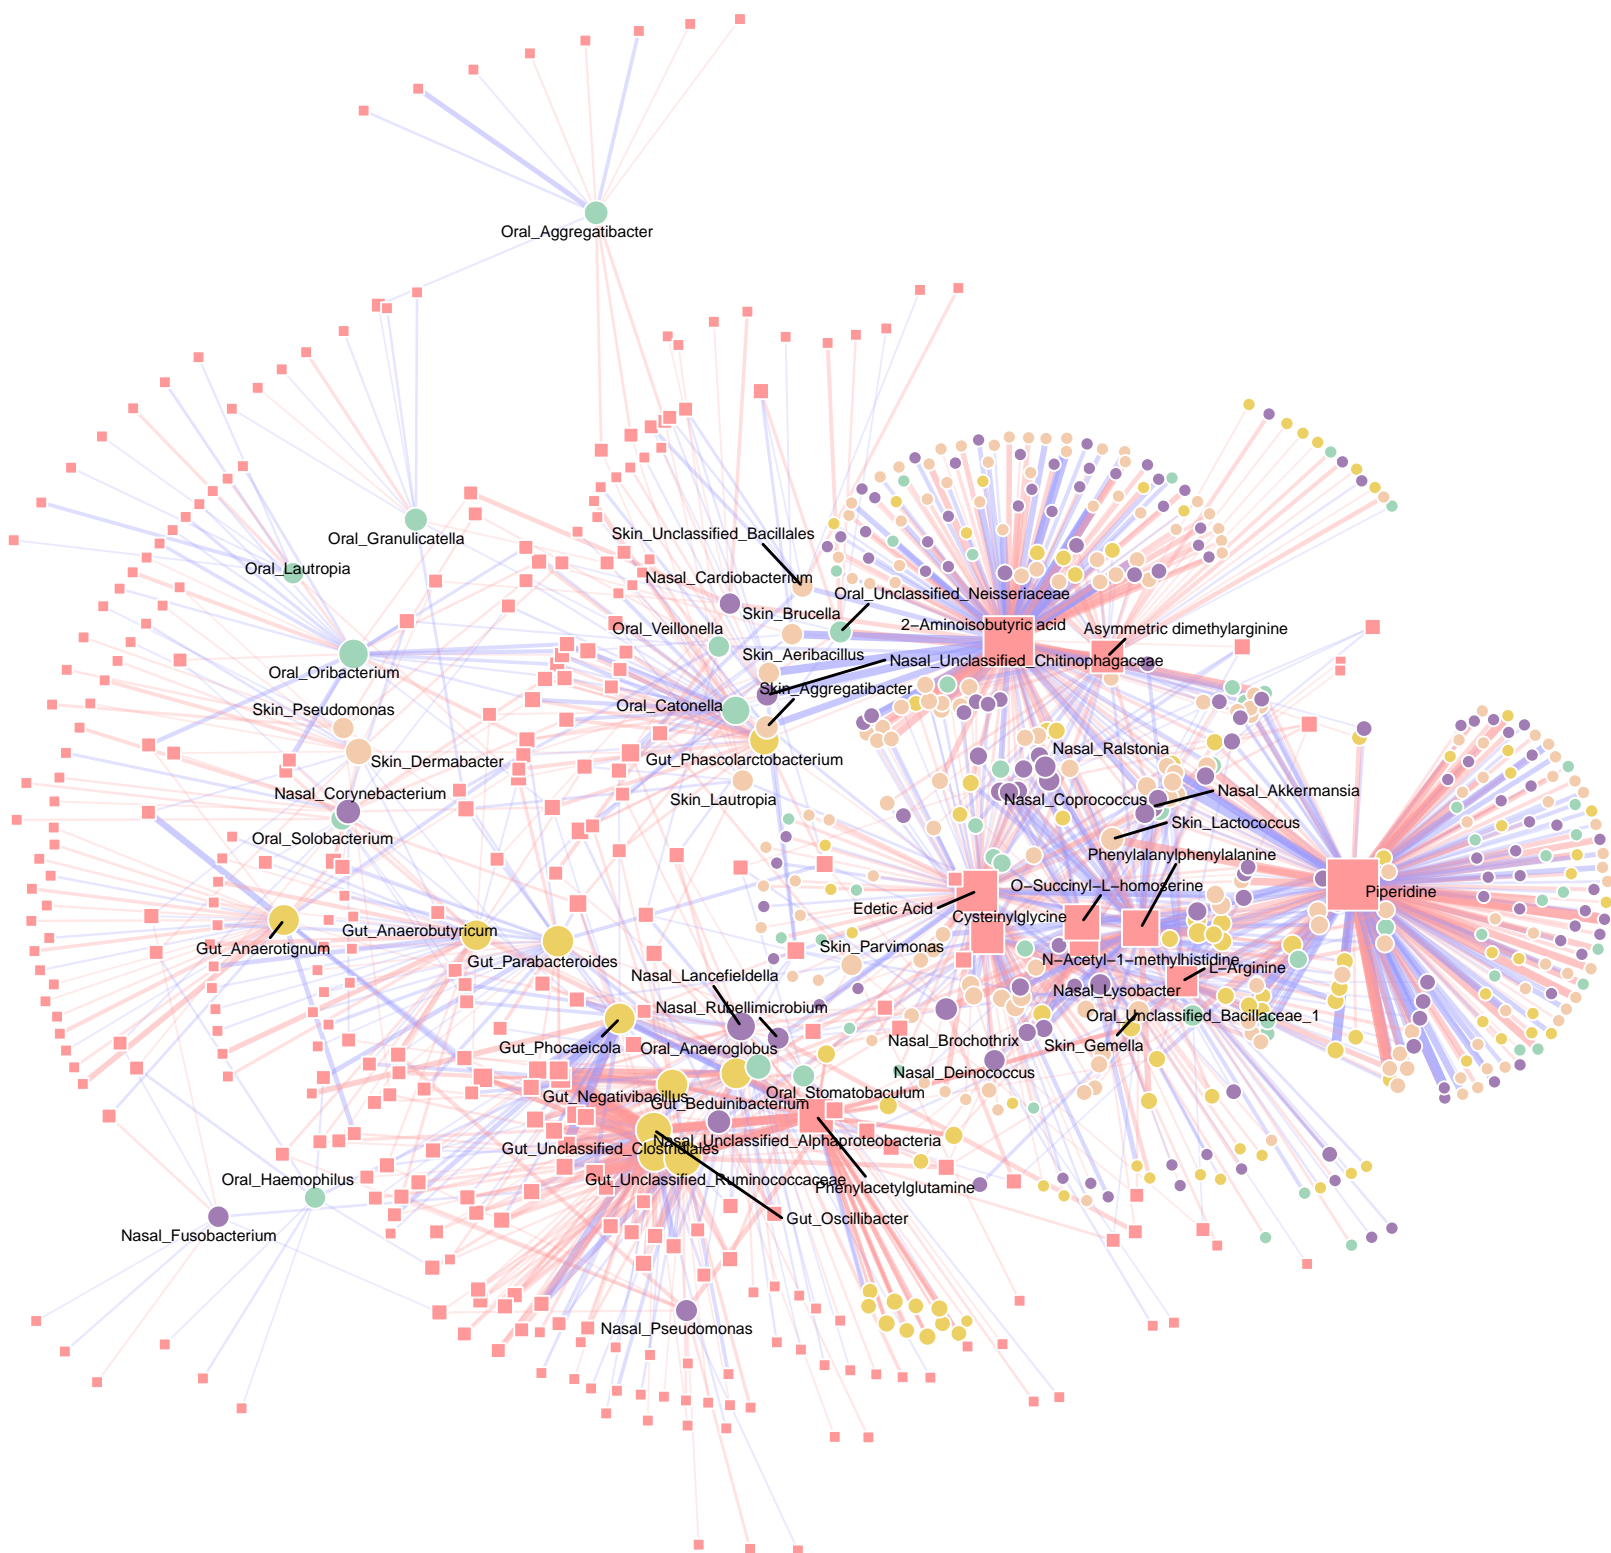 Oral_Aggregatibacter
Skin_Unclassified_Bacillales
Oral_Granulicatella
Oral_Lautropia
Nasal_Cardiobacterium
Oral_Unclassified_Neisseriaceae
Skin_Brucella
2−Aminoisobutyric acid
Oral_Veillonella
Asymmetric dimethylarginine
Skin_Aeribacillus
Nasal_Unclassified_Chitinophagaceae
Oral_Oribacterium
Skin_Aggregatibacter
Oral_Catonella
Skin_Pseudomonas
Nasal_Ralstonia
Skin_Dermabacter
Gut_Phascolarctobacterium
Nasal_Corynebacterium
Skin_Lautropia
Nasal_Coprococcus
Nasal_Akkermansia
Skin_Lactococcus
Oral_Solobacterium
Phenylalanylphenylalanine
O−Succinyl−L−homoserine
Piperidine
Edetic Acid
Cysteinylglycine
Gut_Anaerobutyricum
Gut_Anaerotignum
Skin_Parvimonas
Gut_Parabacteroides
N−Acetyl−1−methylhistidine
L−Arginine
Nasal_Lancefieldella
Nasal_Lysobacter
Nasal_Rubellimicrobium
Oral_Unclassified_Bacillaceae_1
Nasal_Brochothrix
Skin_Gemella
Gut_Phocaeicola
Oral_Anaeroglobus
Nasal_Deinococcus
Gut_Negativibacillus
Oral_Stomatobaculum
Gut_Beduinibacterium
Nasal_Unclassified_Alphaproteobacteria
Gut_Unclassified_Clostridiales
Oral_Haemophilus
Gut_Unclassified_Ruminococcaceae
Phenylacetylglutamine
Gut_Oscillibacter
Nasal_Fusobacterium
Nasal_Pseudomonas